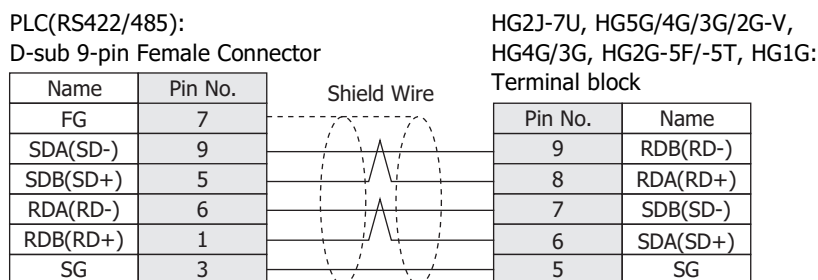 PLC(RS422/485):
D-sub 9-pin Female Connector
HG2J-7U, HG5G/4G/3G/2G-V,
HG4G/3G, HG2G-5F/-5T, HG1G:
Terminal block
Shield Wire
Name Pin No.
FG 7
SDA(SD-) 9
SDB(SD+) 5
RDA(RD-) 6
RDB(RD+) 1
SG 3
Pin No. Name
9 RDB(RD-)
8 RDA(RD+)
7 SDB(SD-)
6 SDA(SD+)
5 SG